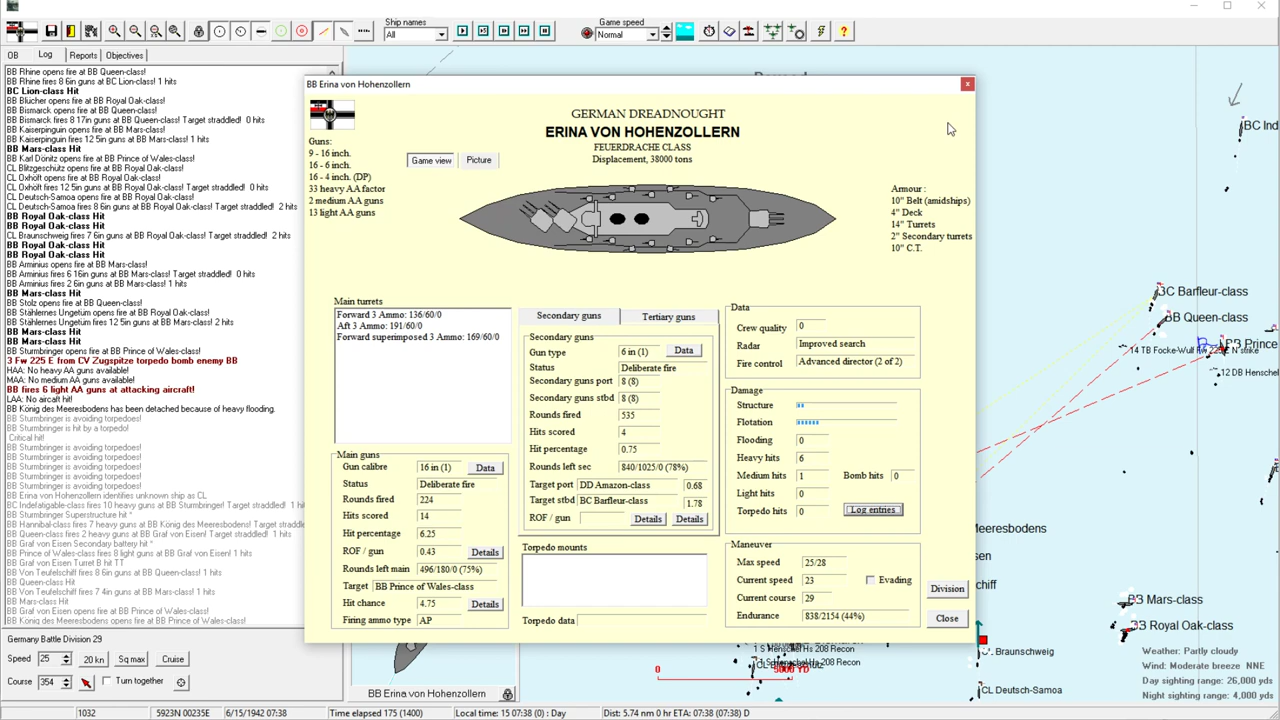 Ship names
All
Game speed
Normal
OB
Log
Reports
Objectives
BB Rhine opens fire at BB Queen-class!
BB Rhine fires 8 6in guns at BC Lion-class! 1 hits
BC Lion-class Hit
BB Blücher opens fire at BB Royal Oak-class!
BB Bismarck opens fire at BB Queen-class!
BB Bismarck fires 8 17in guns at BB Queen-class! Target straddled! 0 hits
BB Kaiserpinguin opens fire at BB Mars-class!
BB Kaiserpinguin fires 12 5in guns at BB Mars-class! 1 hits
BB Mars-class Hit
BB Karl Dönitz opens fire at BB Prince of Wales-class!
CL Blitzgeschütz opens fire at BB Royal Oak-class!
CL Oxhöft opens fire at BB Royal Oak-class!
CL Oxhöft fires 12 5in guns at BB Royal Oak-class! Target straddled! 0 hits
CL Deutsch-Samoa opens fire at BB Royal Oak-class!
CL Deutsch-Samoa fires 8 6in guns at BB Royal Oak-class! Target straddled! 2 hits
BB Royal Oak-class Hit
BB Royal Oak-class Hit
CL Braunschweig fires 7 6in guns at BB Royal Oak-class! Target straddled! 1 hits
BB Royal Oak-class Hit
BB Arminius opens fire at BB Mars-class!
BB Arminius fires 6 16in guns at BB Mars-class! Target straddled! 0 hits
BB Arminius fires 2 6in guns at BB Mars-class! 1 hits
BB Mars-class Hit
BB Stolz opens fire at BB Queen-class!
BB Stählernes Ungetüm opens fire at BB Royal Oak-class!
BB Stählernes Ungetüm fires 12 5in guns at BB Mars-class! 2 hits
BB Mars-class Hit
BB Mars-class Hit
BB Sturmbringer opens fire at BB Prince of Wales-class!
3 Fw 225 E from CV Zugspitze torpedo bomb enemy BB
HAA: No heavy AA guns available!
MAA: No medium AA guns available!
BB fires 6 light AA guns at attacking aircraft!
LAA: No aircraft hit!
BB König des Meeresbodens has been detached because of heavy flooding.
BB Sturmbringer is avoiding torpedoes!
BB Sturmbringer is hit by a torpedo!
Critical hit!
BB Sturmbringer is avoiding torpedoes!
BB Sturmbringer is avoiding torpedoes!
BB Sturmbringer is avoiding torpedoes!
BB Sturmbringer is avoiding torpedoes!
BB Erina von Hohenzollern identifies unknown ship as CL
BC Indefatigable-class fires 10 heavy guns at BB Sturmbringer! Target straddled! 1 hi
BB Sturmbringer Superstructure hit *
BB Hannibal-class fires 7 heavy guns at BB König des Meeresbodens! Target straddle
BB Queen-class fires 2 heavy guns at BB Graf von Eisen! Target straddled! 1 hits
BB Graf von Eisen Secondary battery hit *
BB Prince of Wales-class fires 8 light guns at BB Graf von Eisen! 1 hits
BB Graf von Eisen Turret B hit TT
BB Von Teufelschiff fires 8 6in guns at BB Queen-class! 1 hits
BB Queen-class Hit
BB Von Teufelschiff fires 7 4in guns at BB Mars-class! 1 hits
BB Mars-class Hit
BB Graf von Eisen opens fire at BB Prince of Wales-class!
BB König des Meeresbodens opens fire at BB Prince of Wales-class!
Germany Battle Division 29
Speed
25
20 kn
Sq max
Cruise
Course
354
Turn together
BB Erina von Hohenzollern
GERMAN DREADNOUGHT
ERINA VON HOHENZOLLERN
FEUERDRACHE CLASS
Displacement, 38000 tons
Guns:
9 - 16 inch.
16 - 6 inch.
16 - 4 inch. (DP)
33 heavy AA factor
2 medium AA guns
13 light AA guns
Game view
Picture
Armour :
10" Belt (amidships)
4" Deck
14" Turrets
2" Secondary turrets
10" C.T.
Main turrets
Forward 3 Ammo: 136/60/0
Aft 3 Ammo: 191/60/0
Forward superimposed 3 Ammo: 169/60/0
Main guns
Gun calibre
16 in (1)
Data
Status
Deliberate fire
Rounds fired
224
Hits scored
14
Hit percentage
6.25
ROF / gun
0.43
Details
Rounds left main
496/180/0 (75%)
Target
BB Prince of Wales-class
Hit chance
4.75
Details
Firing ammo type
AP
Secondary guns
Tertiary guns
Secondary guns
Gun type
6 in (1)
Data
Status
Deliberate fire
Secondary guns port
8 (8)
Secondary guns stbd
8 (8)
Rounds fired
535
Hits scored
4
Hit percentage
0.75
Rounds left sec
840/1025/0 (78%)
Target port
DD Amazon-class
0.68
Target stbd
BC Barfleur-class
1.78
ROF / gun
Details
Details
Torpedo mounts
Torpedo data
Data
Crew quality
0
Radar
Improved search
Fire control
Advanced director (2 of 2)
Damage
Structure
Flotation
Flooding
0
Heavy hits
6
Medium hits
1
Bomb hits
0
Light hits
0
Torpedo hits
0
Log entries
Maneuver
Max speed
25/28
Current speed
23
Evading
Current course
29
Endurance
838/2154 (44%)
Division
Close
BC Ind
BC Barfleur-class
BB Queen-class
14 TB Focke-Wulf
12 DB Henschel
BB Mars-class
BB Royal Oak-class
Meeresbodens
sen
schiff
Braunschweig
CL Deutsch-Samoa
1 S Henschel Hs 208 Recon
0
BB Erina von Hohenzollern
Weather: Partly cloudy
Wind: Moderate breeze NNE
Day sighting range: 26,000 yds
Night sighting range: 4,000 yds
1032
5923N 00235E
6/15/1942 07:38
Time elapsed 175 (1400)
Local time: 15 07:38 (0) : Day
Dist: 5.74 nm 0 hr ETA: 07:38 (07:38) D